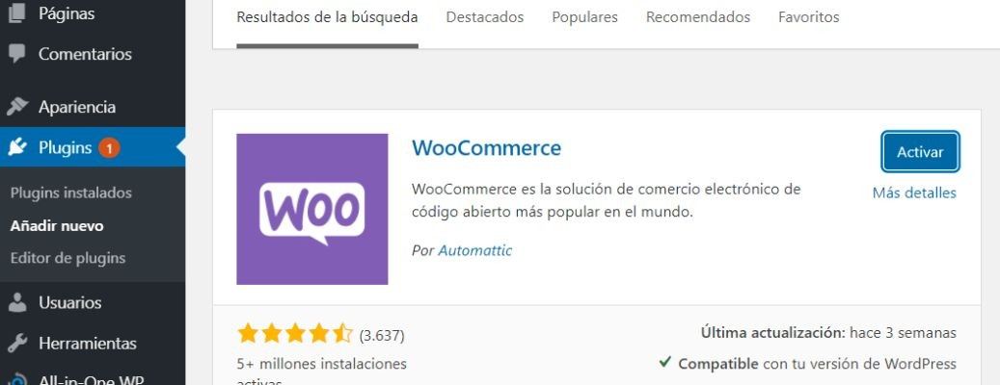 Páginas
Comentarios
Apariencia
Plugins 1
Plugins instalados
Añadir nuevo
Editor de plugins
Usuarios
Herramientas
All-in-One WP
Resultados de la búsqueda Destacados Populares Recomendados Favoritos
WOO
WooCommerce
Activar
WooCommerce es la solución de comercio electrónico de
código abierto más popular en el mundo.
Más detalles
Por Automattic
(3.637)
5+ millones instalaciones
activas
Última actualización: hace 3 semanas
Compatible con tu versión de WordPress